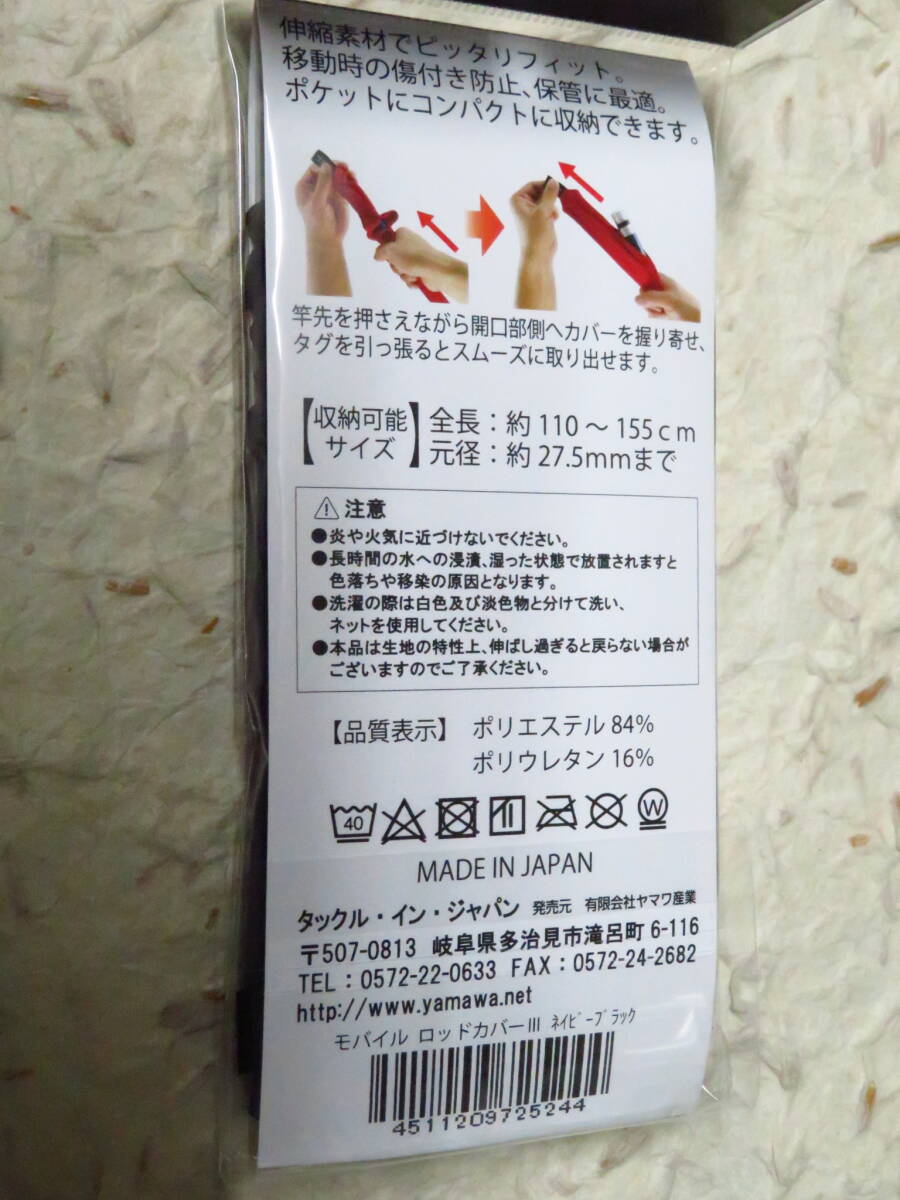 伸縮素材でピッタリフィット。
移動時の傷付き防止、保管に最適。
ポケットにコンパクトに収納できます。
竿先を押さえながら開口部側へカバーを握り寄せ、
タグを引っ張るとスムーズに取り出せます。
【収納可能サイズ】
全長：約 110～155cm
元径：約 27.5mmまで
注意
●炎や火気に近づけないでください。
●長時間の水への浸漬、湿った状態で放置されますと
色落ちや移染の原因となります。
●洗濯の際は白色及び淡色物と分けて洗い、
ネットを使用してください。
●本品は生地の特性上、伸ばし過ぎると戻らない場合が
ございますのでご了承ください。
【品質表示】 ポリエステル 84%
ポリウレタン 16%
40 W
MADE IN JAPAN
タックル・イン・ジャパン 発売元 有限会社ヤマワ産業
〒507-0813 岐阜県多治見市滝呂町 6-116
TEL：0572-22-0633 FAX：0572-24-2682
http://www.yamawa.net
モバイル ロッドカバーⅢ ﾈｲﾋﾞｰﾌﾞﾗｯｸ
4511209725244